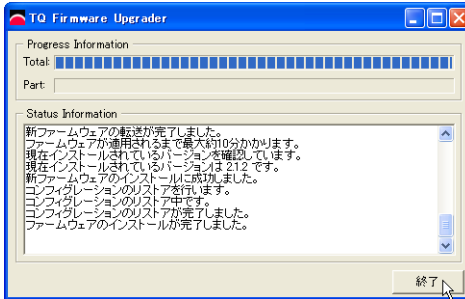 TQ Firmware Upgrader
Progress Information
Total:
Part:
Status Information
新ファームウェアの転送が完了しました。
ファームウェアが適用されるまで最大約10分かかります。
現在インストールされているバージョンを確認しています。
現在インストールされているバージョンは 2.1.2 です。
新ファームウェアのインストールに成功しました。
コンフィグレーションのリストアを行います。
コンフィグレーションのリストア中です。
コンフィグレーションのリストアが完了しました。
ファームウェアのインストールが完了しました。
終了